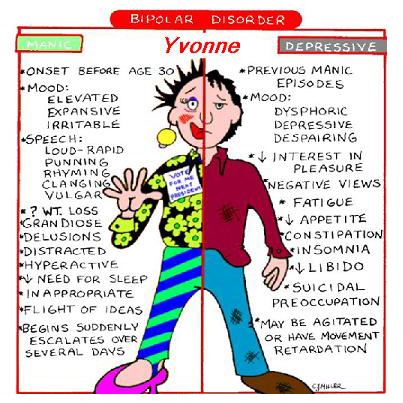 BIPOLAR DISORDER
Yvonne
MANIC
*ONSET BEFORE AGE 30
*MOOD:
ELEVATED
EXPANSIVE
IRRITABLE
*SPEECH:
LOUD-RAPID
PUNNING
RHYMING
CLANGING
VULGAR
*? WT. LOSS
GRANDIOSE
*DELUSIONS
*DISTRACTED
*HYPERACTIVE
*↓ NEED FOR SLEEP
*INAPPROPRIATE
*FLIGHT OF IDEAS
*BEGINS SUDDENLY
ESCALATES OVER
SEVERAL DAYS
VOTE
FOR ME
NEXT
PRESIDENT
DEPRESSIVE
*PREVIOUS MANIC
EPISODES
*MOOD:
DYSPHORIC
DEPRESSIVE
DESPAIRING
*↓ INTEREST IN
PLEASURE
*NEGATIVE VIEWS
*FATIGUE
*↓ APPETITE
*CONSTIPATION
*INSOMNIA
*↓ LIBIDO
*SUICIDAL
PREOCCUPATION
*MAY BE AGITATED
OR HAVE MOVEMENT
RETARDATION